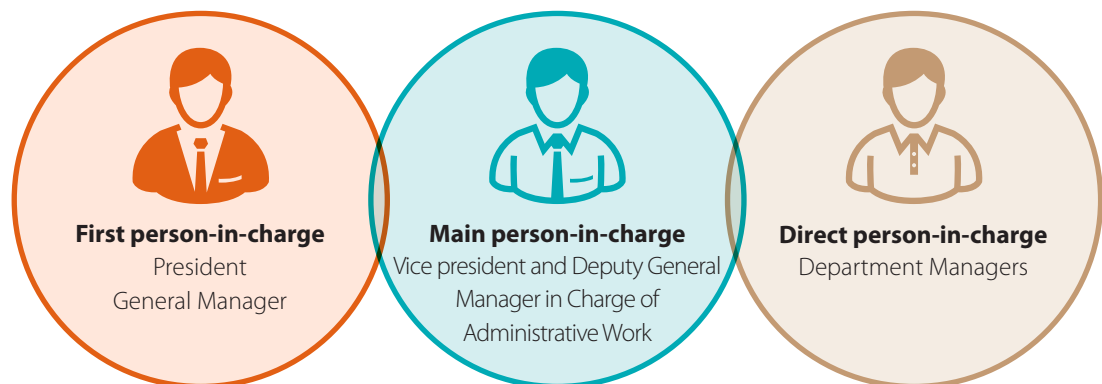 First person-in-charge
President
General Manager
Main person-in-charge
Vice president and Deputy General
Manager in Charge of
Administrative Work
Direct person-in-charge
Department Managers